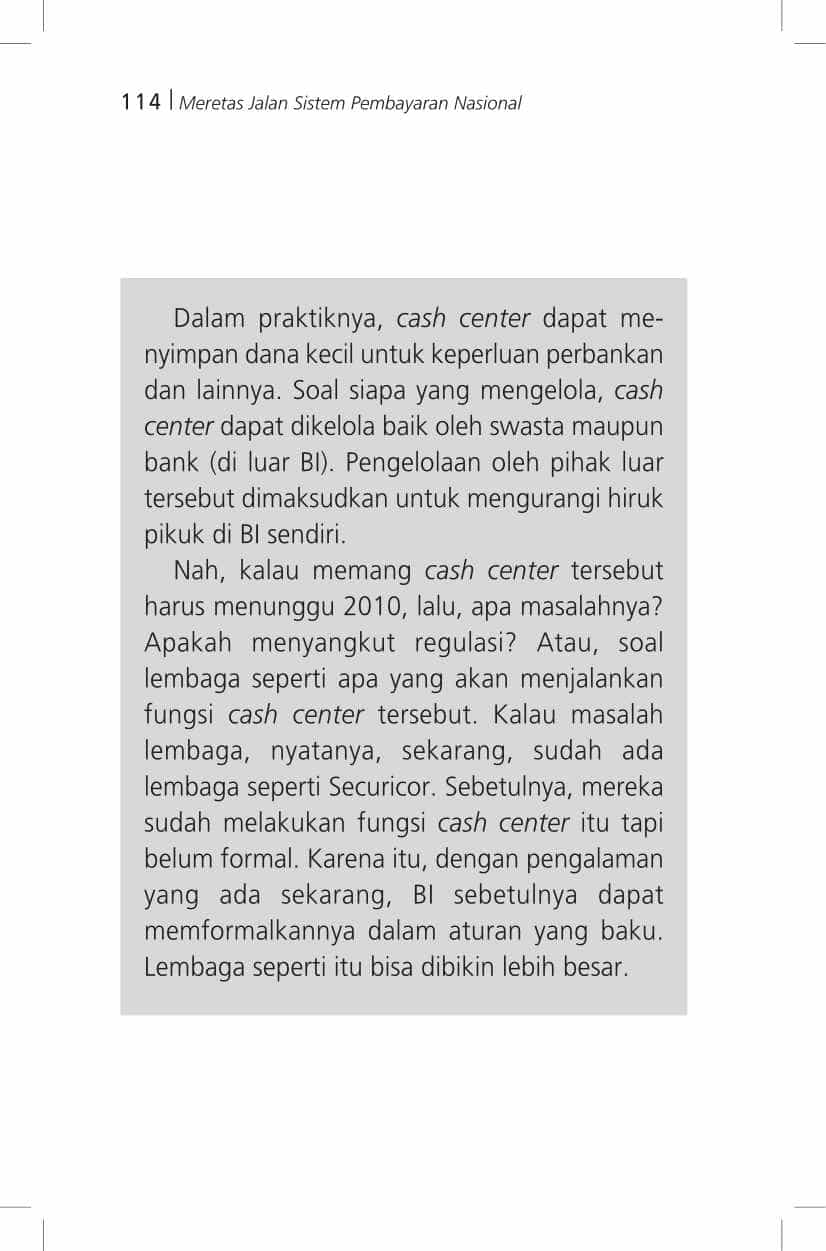 114 | Meretas Jalan Sistem Pembayaran Nasional
Dalam praktiknya, cash center dapat me-
nyimpan dana kecil untuk keperluan perbankan
dan lainnya. Soal siapa yang mengelola, cash
center dapat dikelola baik oleh swasta maupun
bank (di luar BI). Pengelolaan oleh pihak luar
tersebut dimaksudkan untuk mengurangi hiruk
pikuk di BI sendiri.
Nah, kalau memang cash center tersebut
harus menunggu 2010, lalu, apa masalahnya?
Apakah menyangkut regulasi? Atau, soal
lembaga seperti apa yang akan menjalankan
fungsi cash center tersebut. Kalau masalah
lembaga, nyatanya, sekarang, sudah ada
lembaga seperti Securicor. Sebetulnya, mereka
sudah melakukan fungsi cash center itu tapi
belum formal. Karena itu, dengan pengalaman
yang ada sekarang, BI sebetulnya dapat
memformalkannya dalam aturan yang baku.
Lembaga seperti itu bisa dibikin lebih besar.